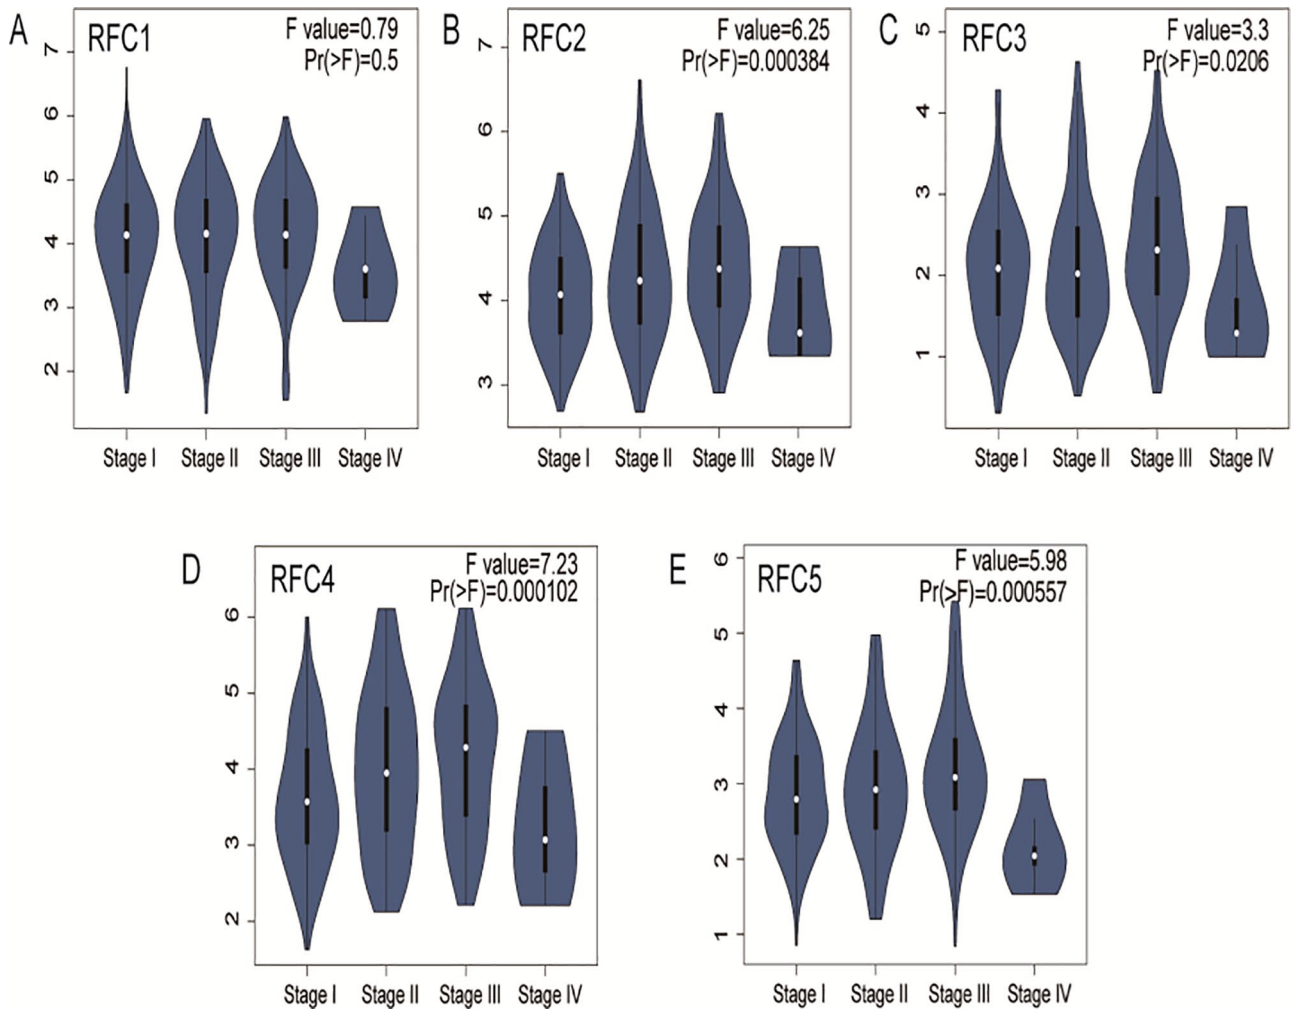 A
RFC1
F value=0.79
Pr(>F)=0.5
7
6
5
4
3
2
Stage I
Stage II
Stage III
Stage IV
B
RFC2
F value=6.25
Pr(>F)=0.000384
7
6
5
4
3
Stage I
Stage II
Stage III
Stage IV
C
RFC3
F value=3.3
Pr(>F)=0.0206
5
4
3
2
1
Stage I
Stage II
Stage III
Stage IV
D
RFC4
F value=7.23
Pr(>F)=0.000102
6
5
4
3
2
Stage I
Stage II
Stage III
Stage IV
E
RFC5
F value=5.98
Pr(>F)=0.000557
6
5
4
3
2
1
Stage I
Stage II
Stage III
Stage IV